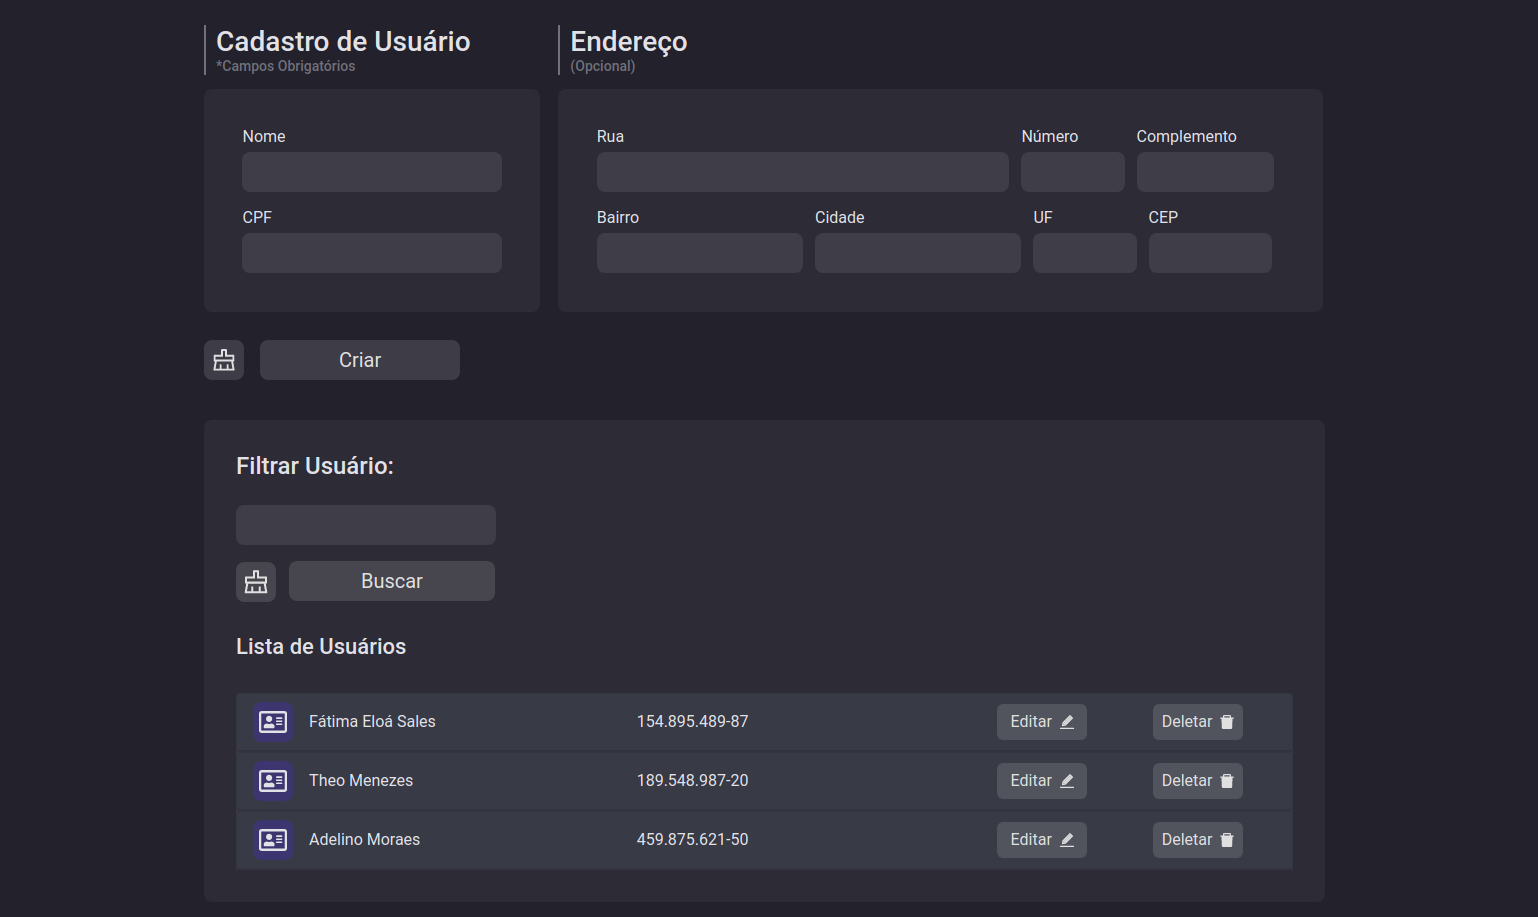 Cadastro de Usuário
*Campos Obrigatórios
Nome
CPF
Endereço
(Opcional)
Rua Número Complemento
Bairro Cidade UF CEP
Criar
Filtrar Usuário:
Buscar
Lista de Usuários
Fátima Eloá Sales 154.895.489-87 Editar Deletar
Theo Menezes 189.548.987-20 Editar Deletar
Adelino Moraes 459.875.621-50 Editar Deletar